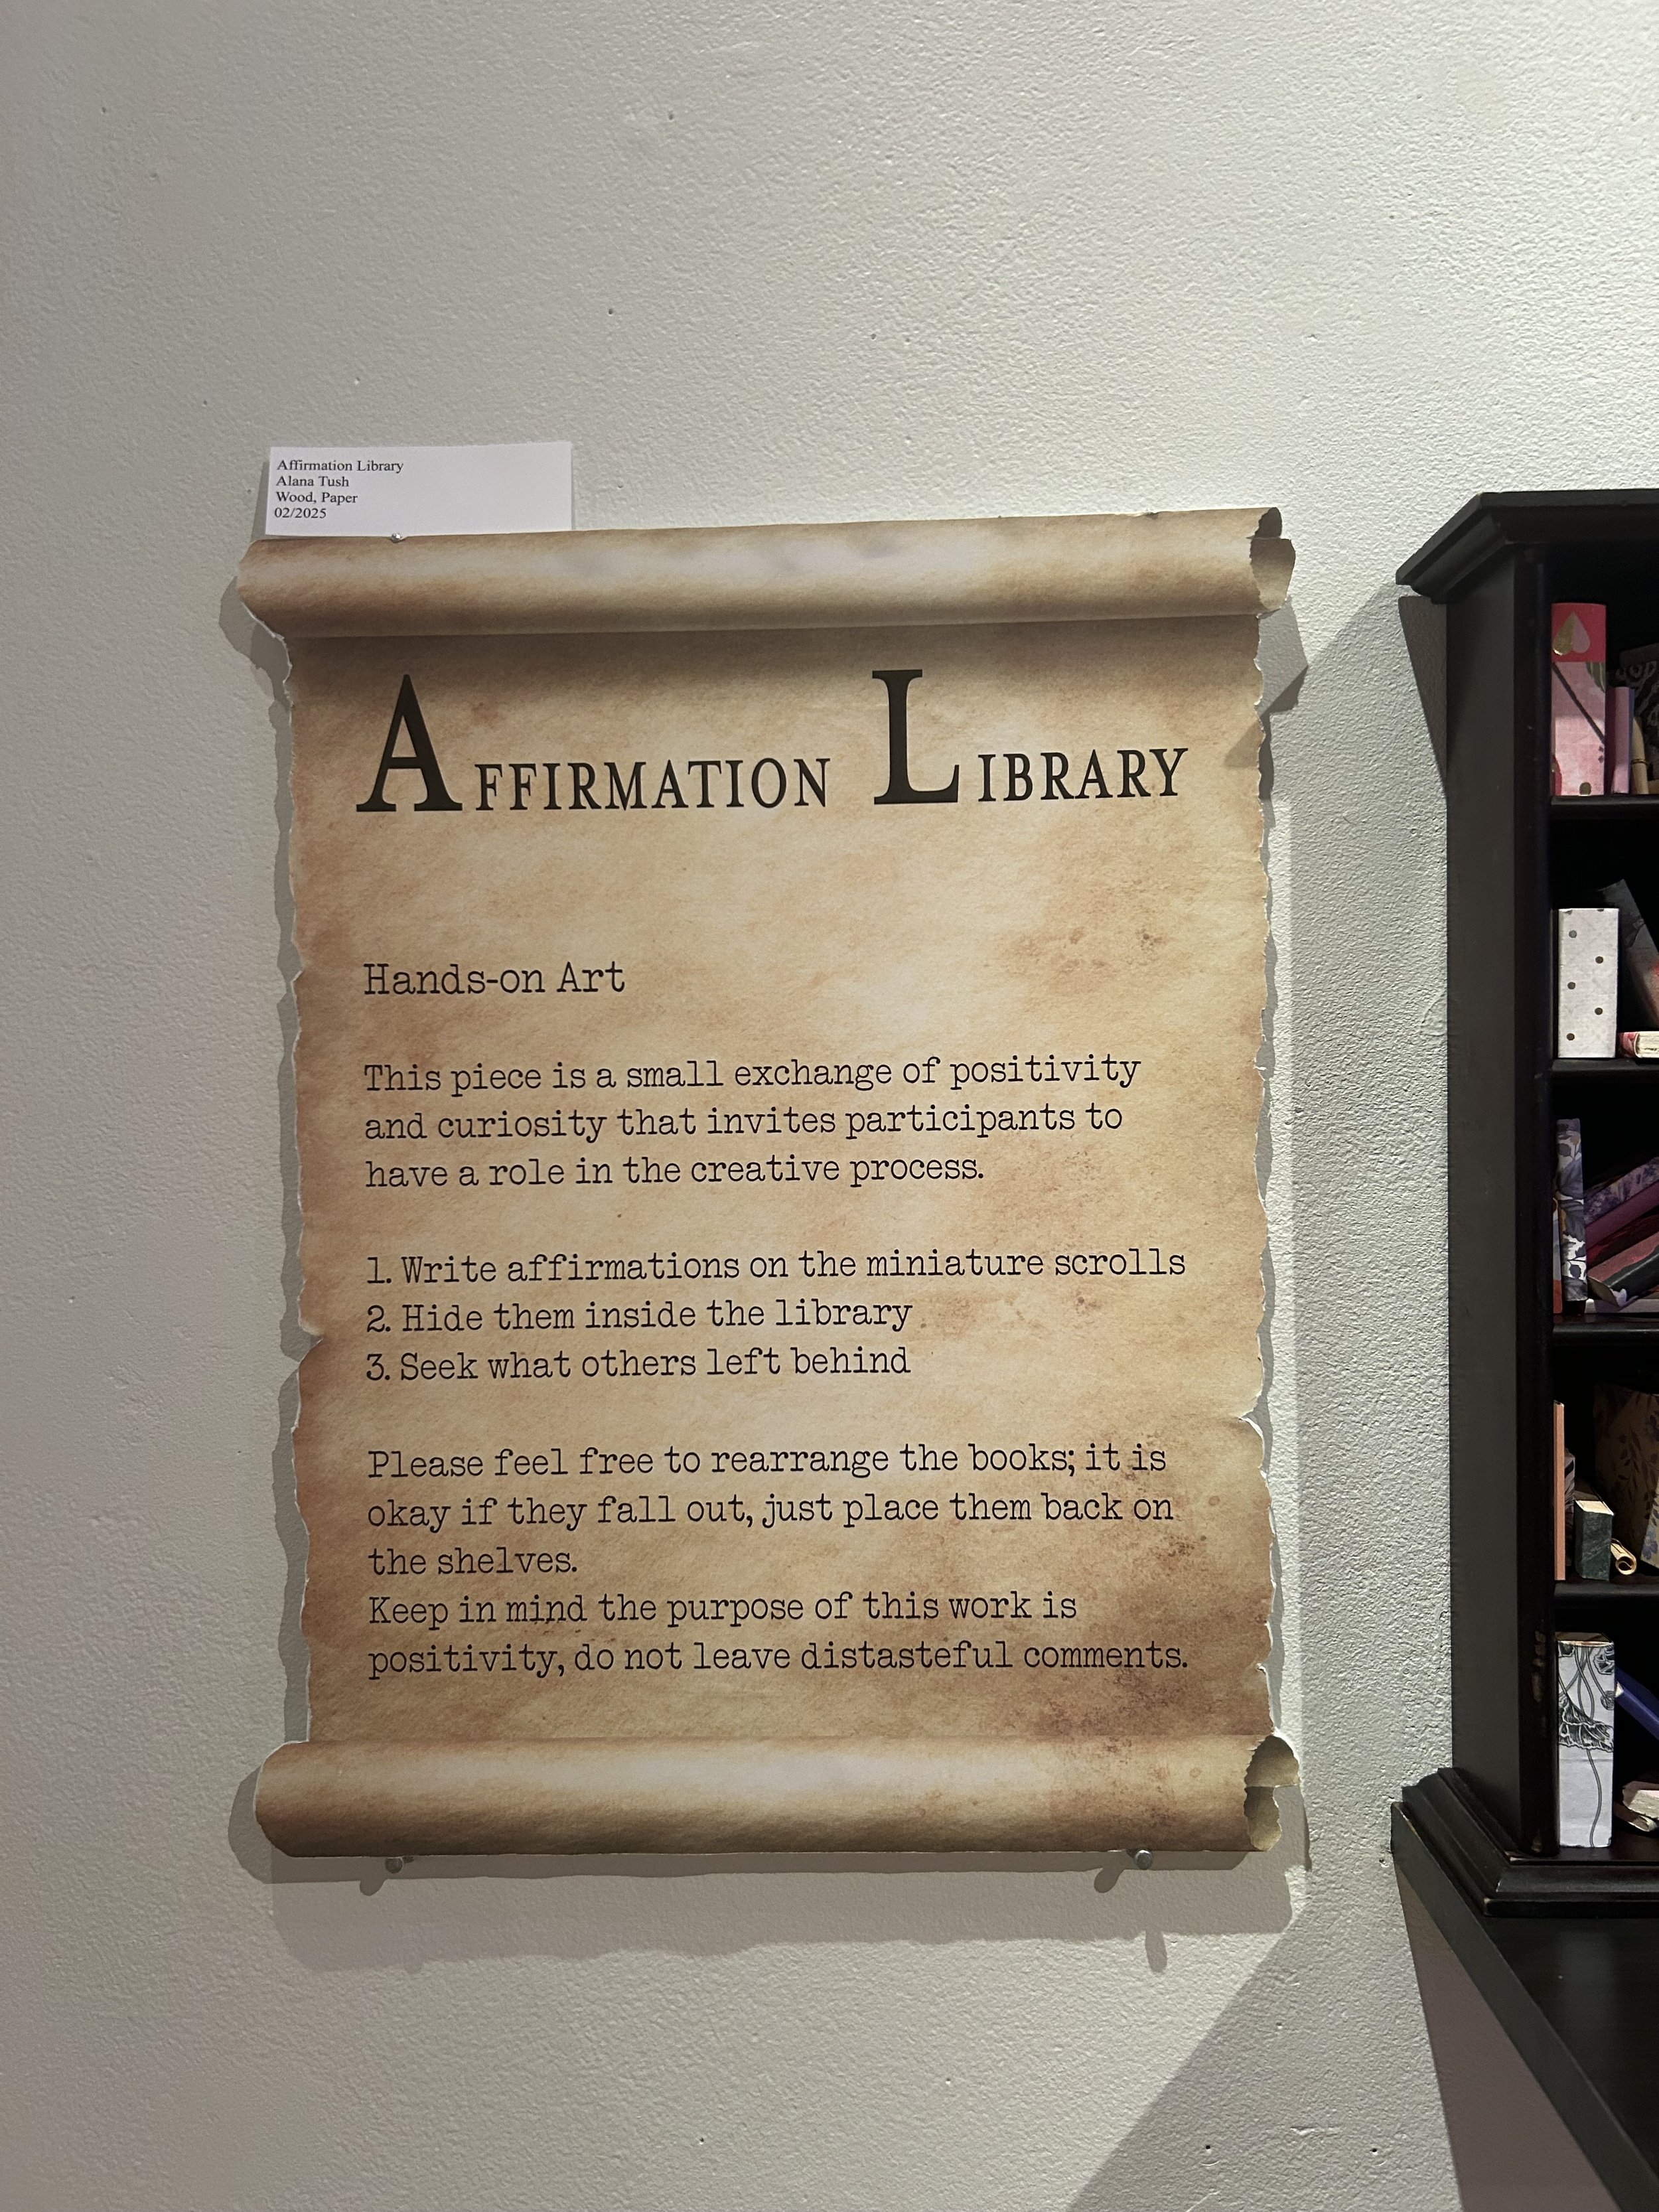 Affirmation Library
Alana Tush
Wood, Paper
02/2025
AFFIRMATION LIBRARY
Hands-on Art
This piece is a small exchange of positivity
and curiosity that invites participants to
have a role in the creative process.
1. Write affirmations on the miniature scrolls
2. Hide them inside the library
3. Seek what others left behind
Please feel free to rearrange the books; it is
okay if they fall out, just place them back on
the shelves.
Keep in mind the purpose of this work is
positivity, do not leave distasteful comments.